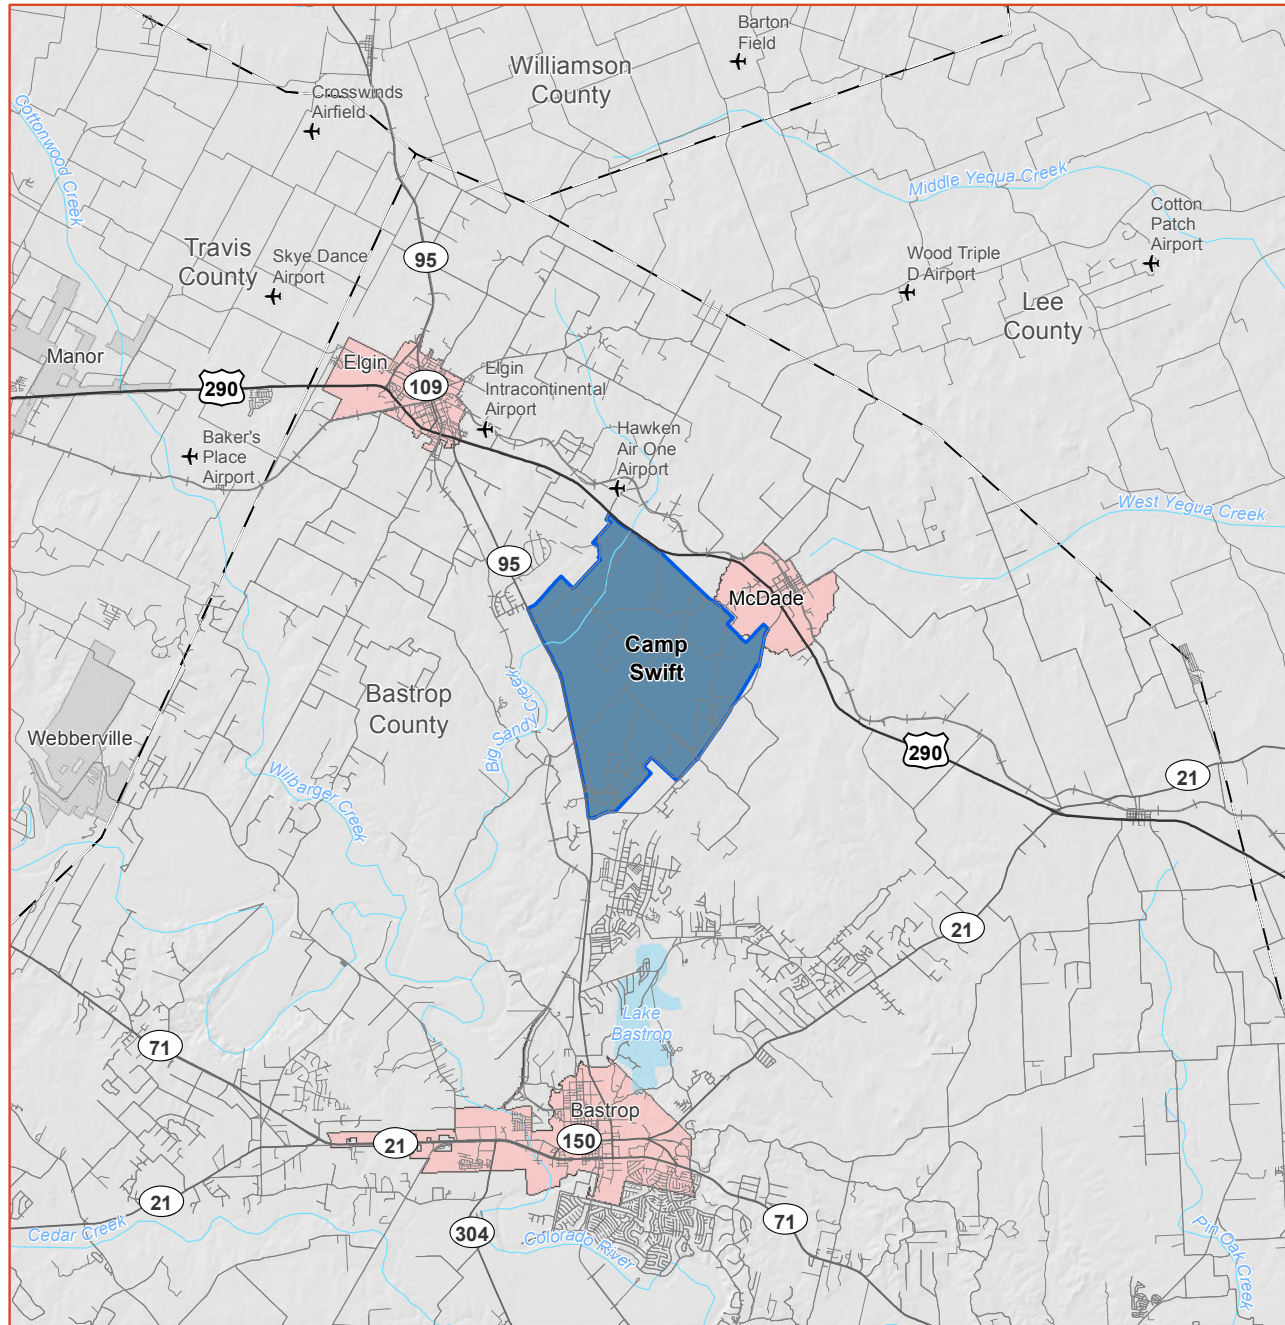 Barton
Field
Williamson
County
Crosswinds
Airfield
Cottonwood Creek
Middle Yequa Creek
Cotton
Patch
Airport
Travis
County
Skye Dance
Airport
95
Wood Triple
D Airport
Lee
County
Manor
Elgin
290
109
Elgin
Intracontinental
Airport
Hawken
Air One
Airport
Baker's
Place
Airport
West Yegua Creek
95
McDade
Camp
Swift
Bastrop
County
Big Sandy Creek
Webberville
Wilbarger Creek
290
21
21
Lake
Bastrop
71
Bastrop
21
150
21
304
71
Cedar Creek
Colorado River
Pin Oak Creek